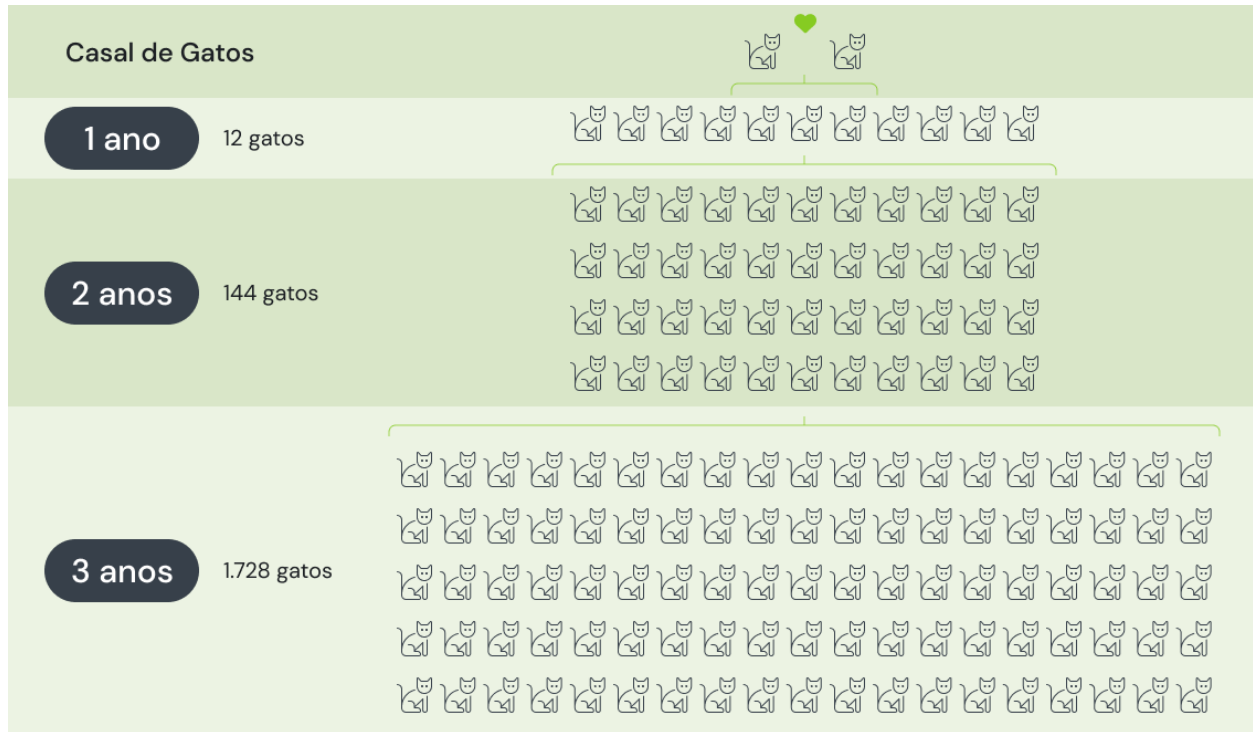 Casal de Gatos
1 ano
12 gatos
2 anos
144 gatos
3 anos
1.728 gatos